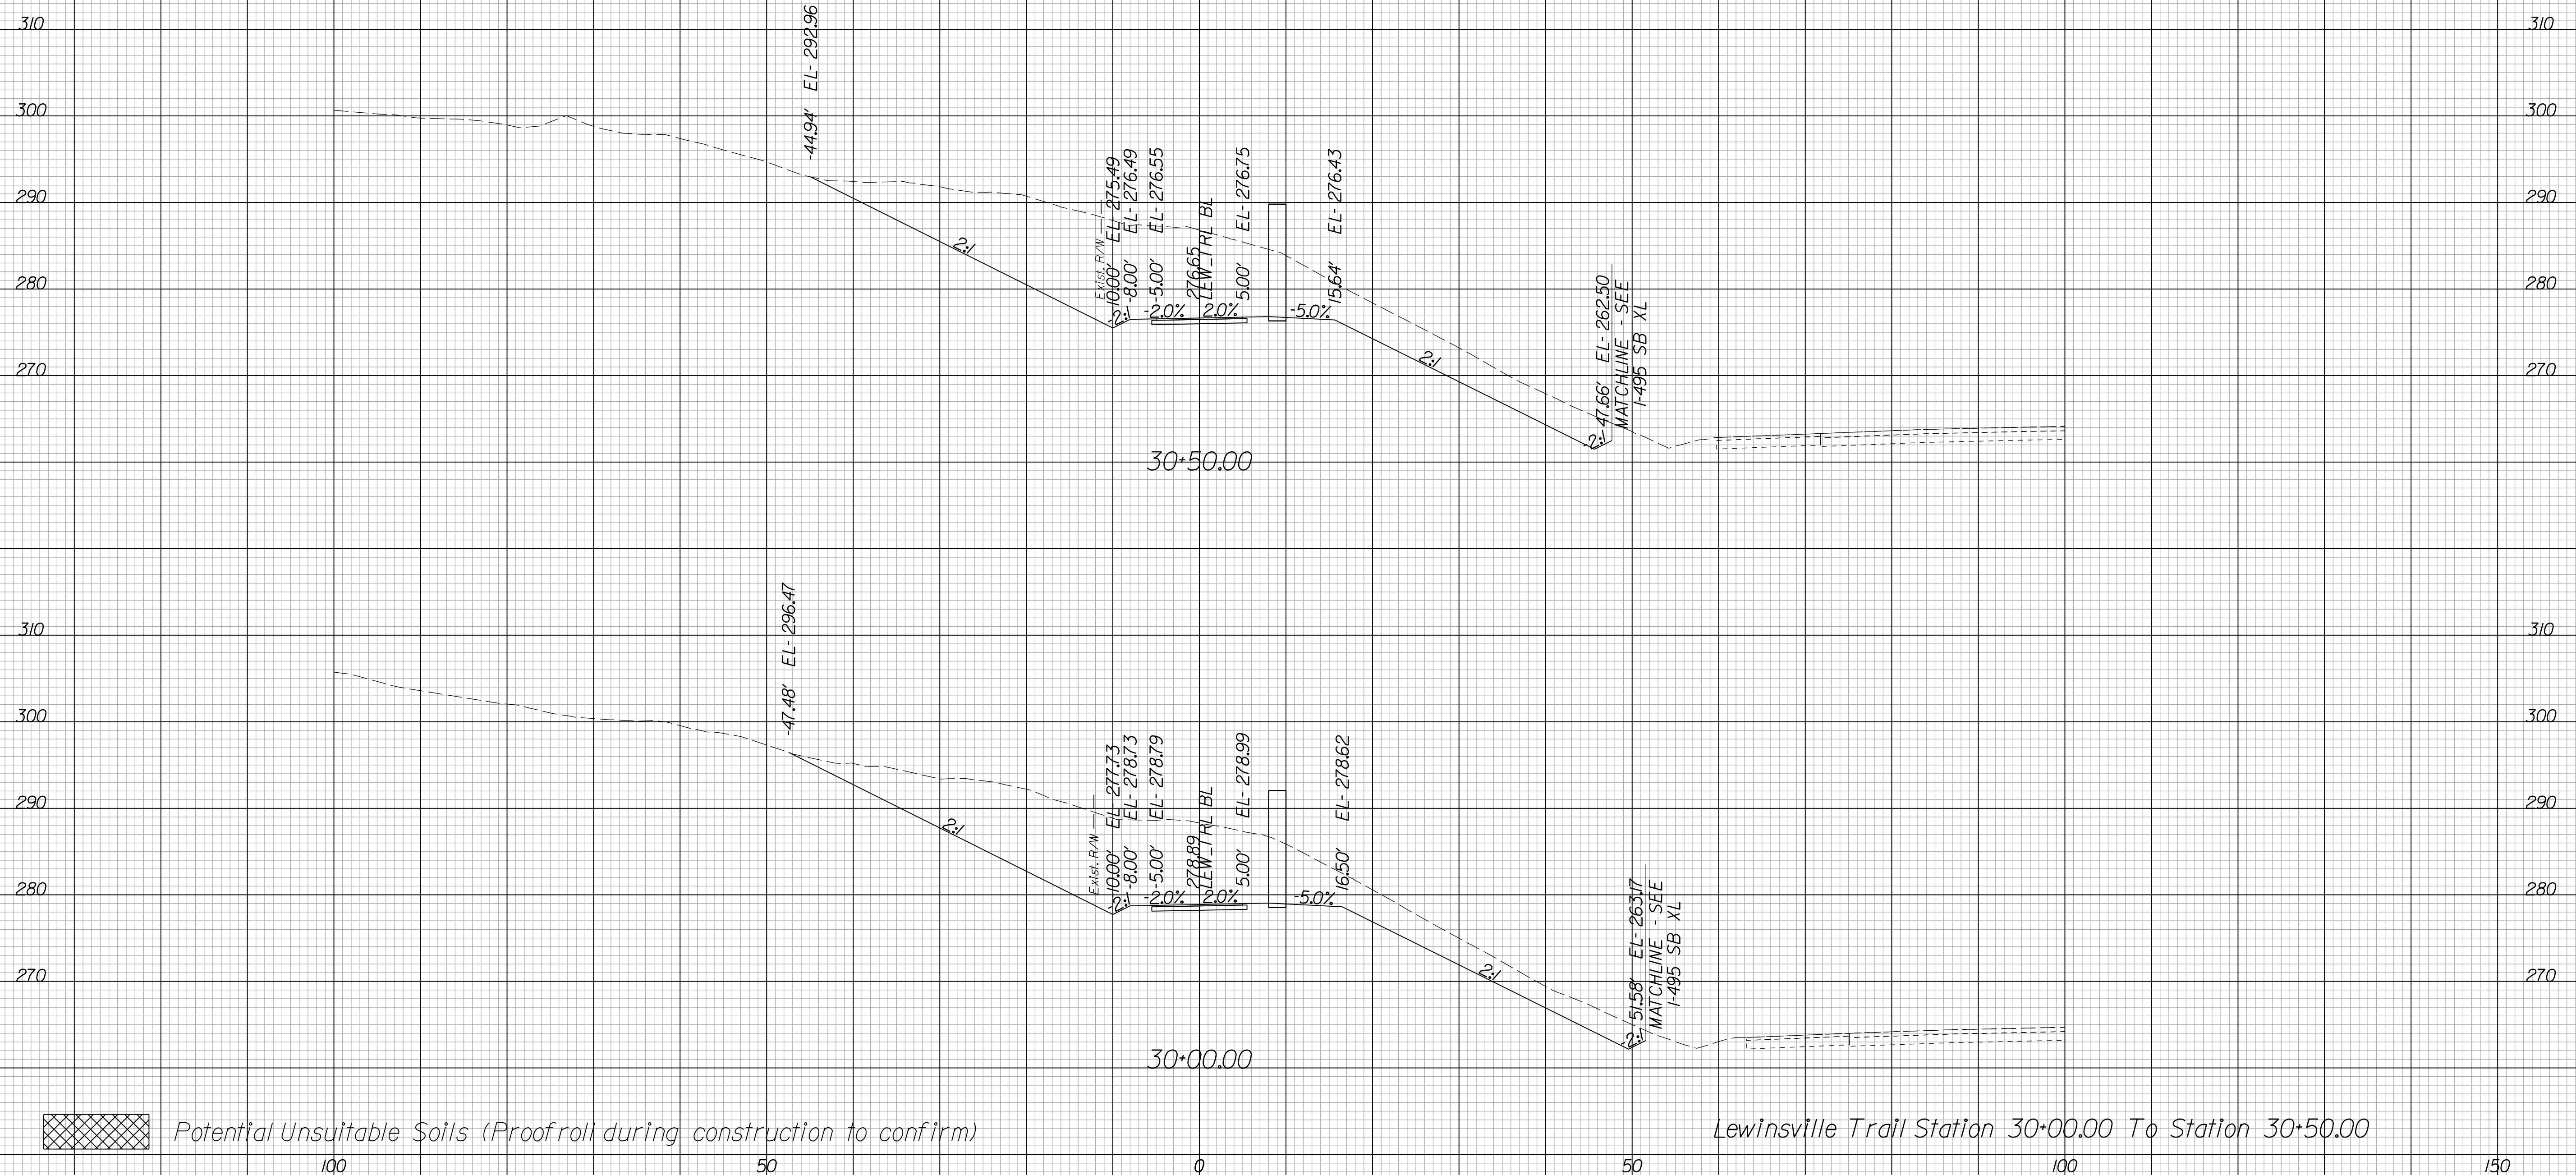 310 310
-44.94' EL- 292.96
300 300
290 290
Exist. R/W
10.00' EL- 275.49
-8.00' EL- 276.49
-5.00' EL- 276.55
276.65
LEW_TRL BL
5.00' EL- 276.75
15.64' EL- 276.43
2:1
280 280
-2:1 -2.0% 2.0% -5.0%
47.66' EL- 262.50
MATCHLINE - SEE
I-495 SB XL
270 270
2:1
-2:1
30+50.00
-47.48' EL- 296.47
310 310
300 300
290 290
Exist. R/W
10.00' EL- 277.73
-8.00' EL- 278.73
-5.00' EL- 278.79
278.89
LEW_TRL BL
5.00' EL- 278.99
16.50' EL- 278.62
2:1
280 280
-2:1 -2.0% 2.0% -5.0%
51.58' EL- 263.17
MATCHLINE - SEE
I-495 SB XL
270 270
2:1
-2:1
30+00.00
Potential Unsuitable Soils (Proofroll during construction to confirm)
Lewinsville Trail Station 30+00.00 To Station 30+50.00
100 50 0 50 100 150